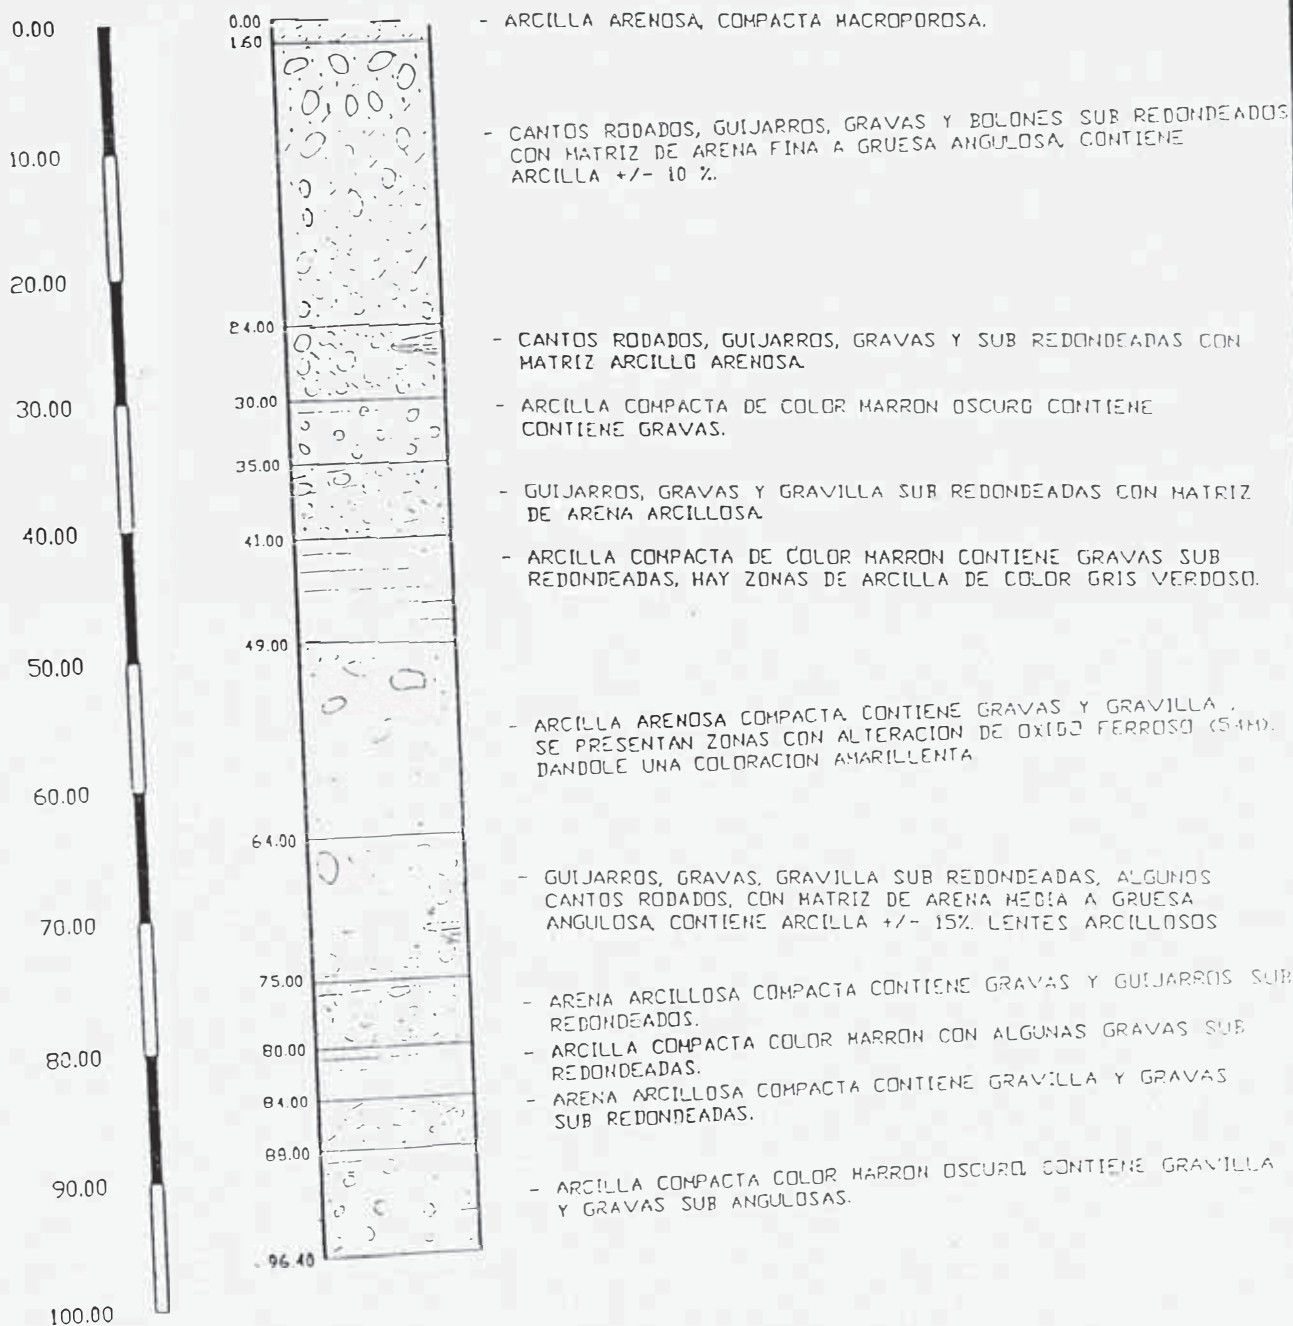 0.00
10.00
20.00
30.00
40.00
50.00
60.00
70.00
80.00
90.00
100.00
0.00
1.60
24.00
30.00
35.00
41.00
49.00
64.00
75.00
80.00
84.00
88.00
96.40
- ARCILLA ARENOSA, COMPACTA MACROPOROSA.
- CANTOS RODADOS, GUIJARROS, GRAVAS Y BOLONES SUB REDONDEADOS
CON MATRIZ DE ARENA FINA A GRUESA ANGULOSA, CONTIENE
ARCILLA +/- 10 %.
- CANTOS RODADOS, GUIJARROS, GRAVAS Y SUB REDONDEADAS CON
MATRIZ ARCILLO ARENOSA.
- ARCILLA COMPACTA DE COLOR MARRON OSCURO CONTIENE
CONTIENE GRAVAS.
- GUIJARROS, GRAVAS Y GRAVILLA SUB REDONDEADAS CON MATRIZ
DE ARENA ARCILLOSA.
- ARCILLA COMPACTA DE COLOR MARRON CONTIENE GRAVAS SUB
REDONDEADAS, HAY ZONAS DE ARCILLA DE COLOR GRIS VERDOSO.
- ARCILLA ARENOSA COMPACTA, CONTIENE GRAVAS Y GRAVILLA ,
SE PRESENTAN ZONAS CON ALTERACION DE OXIDO FERROSO (54M).
DANDOLE UNA COLORACION AMARILLENTA
- GUIJARROS, GRAVAS, GRAVILLA SUB REDONDEADAS, ALGUNOS
CANTOS RODADOS, CON MATRIZ DE ARENA MEDIA A GRUESA
ANGULOSA, CONTIENE ARCILLA +/- 15%. LENTES ARCILLOSOS
- ARENA ARCILLOSA COMPACTA CONTIENE GRAVAS Y GUIJARROS SUB
REDONDEADOS.
- ARCILLA COMPACTA COLOR MARRON CON ALGUNAS GRAVAS SUB
REDONDEADAS.
- ARENA ARCILLOSA COMPACTA CONTIENE GRAVILLA Y GRAVAS
SUB REDONDEADAS.
- ARCILLA COMPACTA COLOR MARRON OSCURO, CONTIENE GRAVILLA
Y GRAVAS SUB ANGULOSAS.